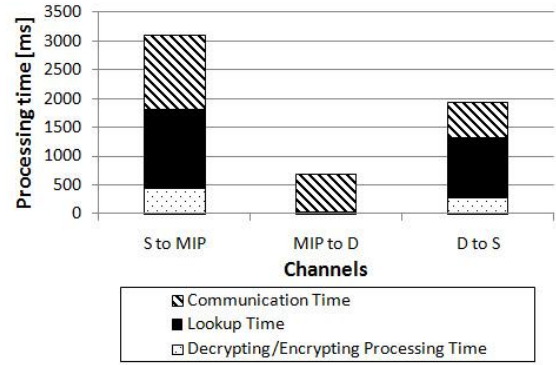 3500
3000
2500
2000
1500
1000
500
0
Processing time [ms]
S to MIP
MIP to D
D to S
Channels
Communication Time
Lookup Time
Decrypting/Encrypting Processing Time